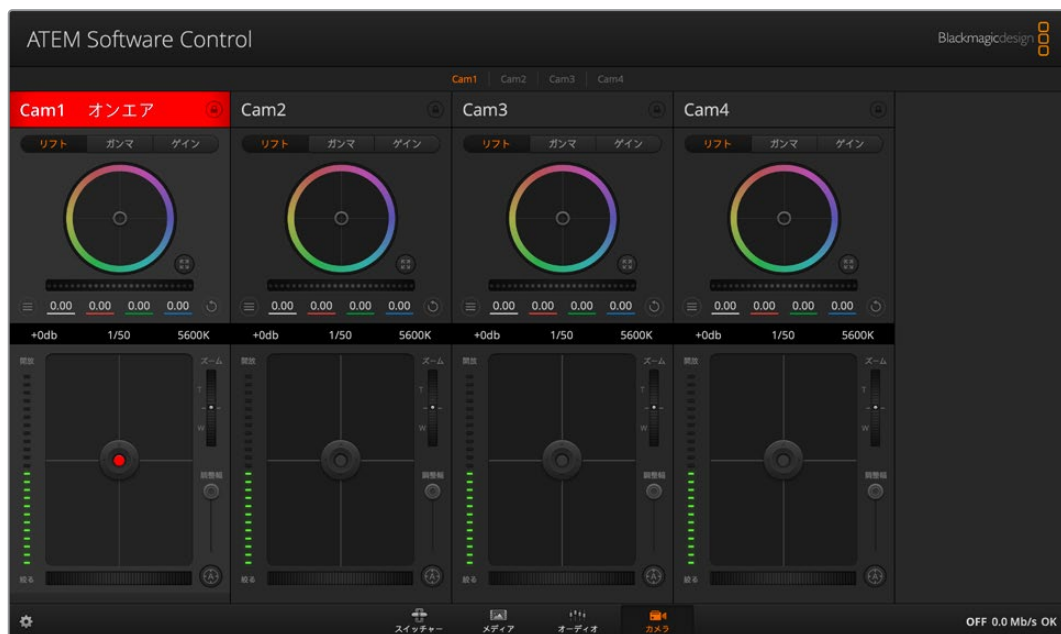 ATEM Software Control
Blackmagicdesign
Cam1 Cam2 Cam3 Cam4
Cam1 オンエア Cam2 Cam3 Cam4
リフト ガンマ ゲイン リフト ガンマ ゲイン リフト ガンマ ゲイン リフト ガンマ ゲイン
0.00 0.00 0.00 0.00 0.00 0.00 0.00 0.00 0.00 0.00 0.00 0.00 0.00 0.00 0.00 0.00
+0db 1/50 5600K +0db 1/50 5600K +0db 1/50 5600K +0db 1/50 5600K
開放 ズーム 開放 ズーム 開放 ズーム 開放 ズーム
T T T T
W W W W
調整幅 調整幅 調整幅 調整幅
絞る A 絞る A 絞る A 絞る A
4
スイッチャー メディア オーディオ カメラ
OFF 0.0 Mb/s OK